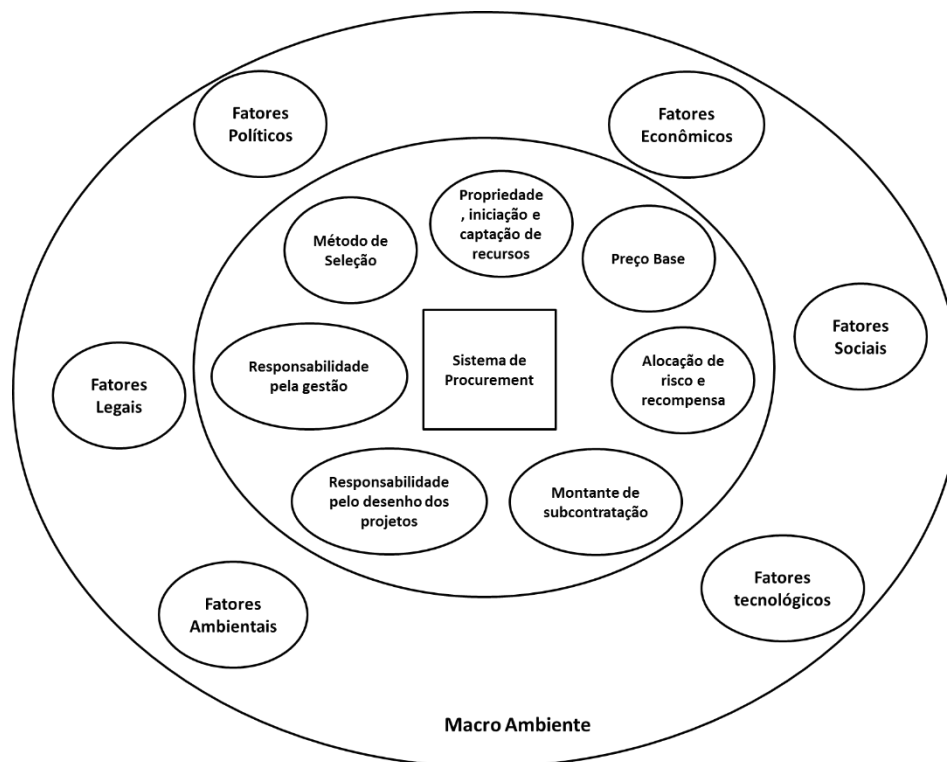 Fatores
Políticos
Fatores
Econômicos
Propriedade
, iniciação e
captação de
recursos
Método de
Seleção
Preço Base
Fatores
Sociais
Responsabilidade
pela gestão
Sistema de
Procurement
Alocação de
risco e
recompensa
Fatores
Legais
Responsabilidade
pelo desenho dos
projetos
Montante de
subcontratação
Fatores
Ambientais
Fatores
tecnológicos
Macro Ambiente